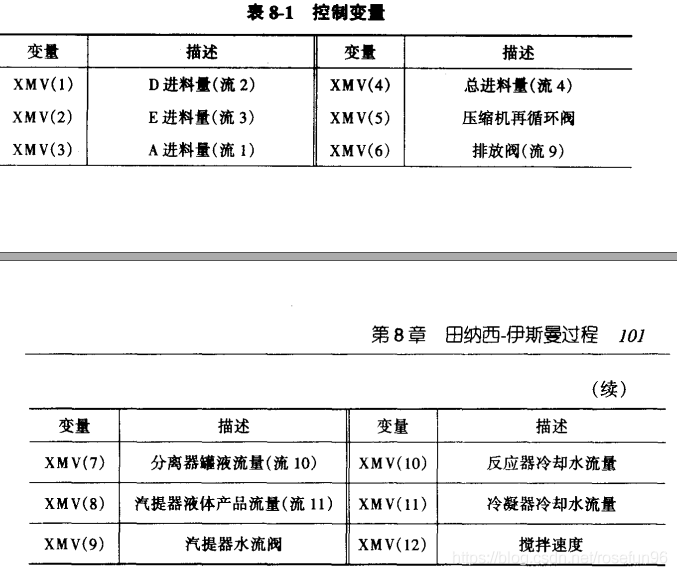 表 8-1 控制变量
变量 描述 变量 描述
XMV(1) D 进料量(流 2) XMV(4) 总进料量(流 4)
XMV(2) E 进料量(流 3) XMV(5) 压缩机再循环阀
XMV(3) A 进料量(流 1) XMV(6) 排放阀(流 9)
第 8 章 田纳西-伊斯曼过程 101
(续)
变量 描述 变量 描述
XMV(7) 分离器罐液流量(流 10) XMV(10) 反应器冷却水流量
XMV(8) 汽提器液体产品流量(流 11) XMV(11) 冷凝器冷却水流量
XMV(9) 汽提器水流阀 XMV(12) 搅拌速度
https://blog.csdn.net/rosefun96